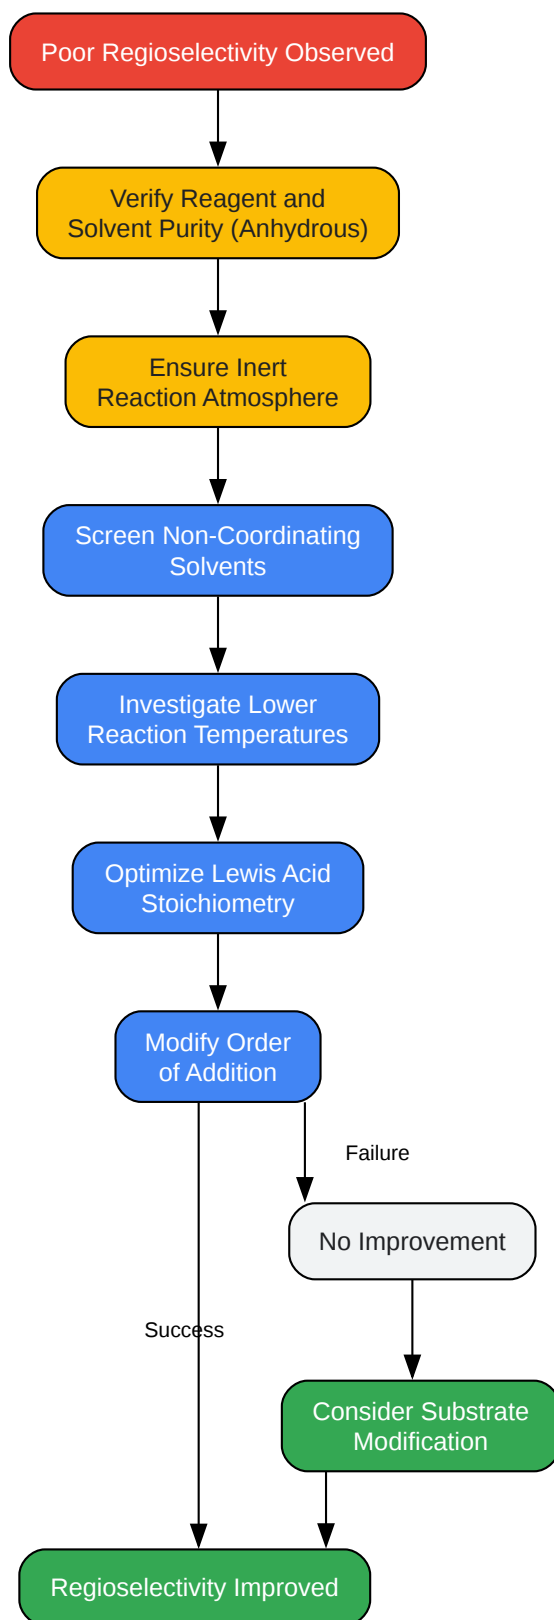 Poor Regioselectivity Observed
Verify Reagent and
Solvent Purity (Anhydrous)
Ensure Inert
Reaction Atmosphere
Screen Non-Coordinating
Solvents
Investigate Lower
Reaction Temperatures
Optimize Lewis Acid
Stoichiometry
Modify Order
of Addition
Failure
No Improvement
Success
Consider Substrate
Modification
Regioselectivity Improved